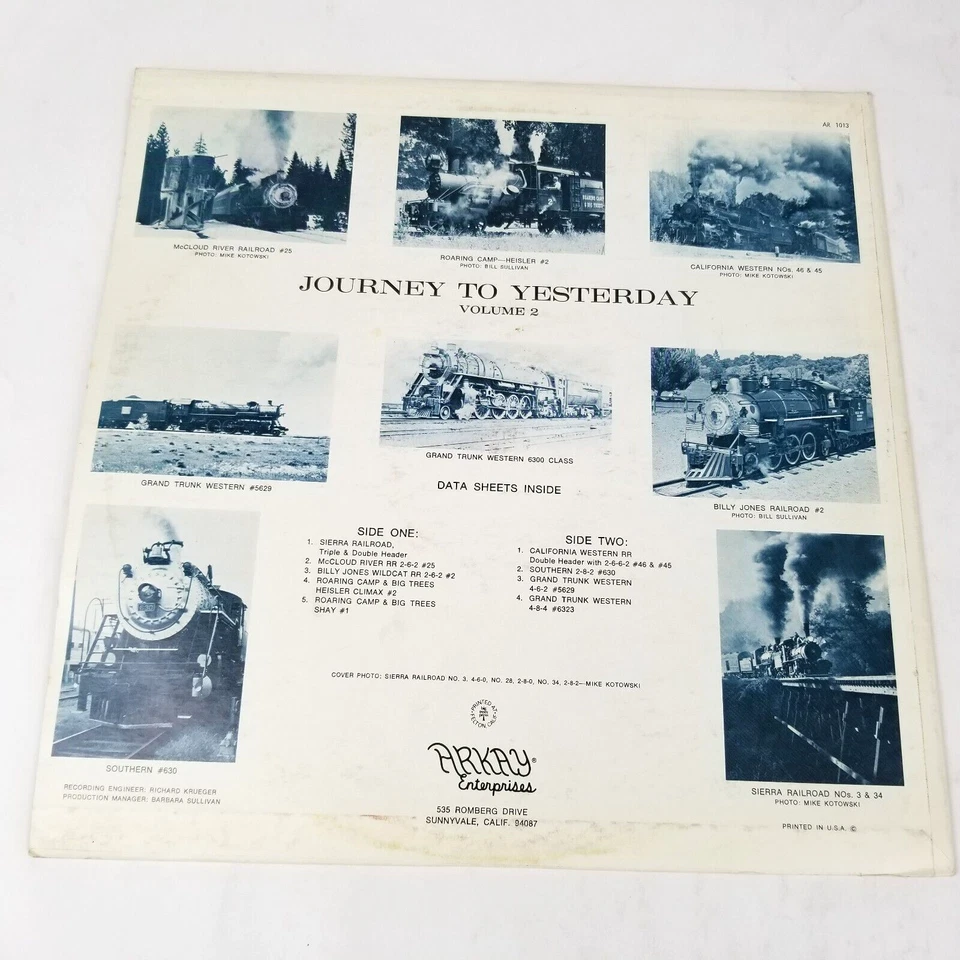 AR 1013
McCLOUD RIVER RAILROAD #25
PHOTO: MIKE KOTOWSKI
ROARING CAMP—HEISLER #2
PHOTO: BILL SULLIVAN
CALIFORNIA WESTERN NOs. 46 & 45
PHOTO: MIKE KOTOWSKI
JOURNEY TO YESTERDAY
VOLUME 2
GRAND TRUNK WESTERN #5629
GRAND TRUNK WESTERN 6300 CLASS
BILLY JONES RAILROAD #2
PHOTO: BILL SULLIVAN
DATA SHEETS INSIDE
SIDE ONE:
1. SIERRA RAILROAD,
Triple & Double Header
2. McCLOUD RIVER RR 2-6-2 #25
3. BILLY JONES WILDCAT RR 2-6-2 #2
4. ROARING CAMP & BIG TREES
HEISLER CLIMAX #2
5. ROARING CAMP & BIG TREES
SHAY #1
SIDE TWO:
1. CALIFORNIA WESTERN RR
Double Header with 2-6-6-2 #46 & #45
2. SOUTHERN 2-8-2 #630
3. GRAND TRUNK WESTERN
4-6-2 #5629
4. GRAND TRUNK WESTERN
4-8-4 #6323
COVER PHOTO: SIERRA RAILROAD NO. 3, 4-6-0, NO. 28, 2-8-0, NO. 34, 2-8-2—MIKE KOTOWSKI
PRINTED AT
FELTON CALIF
ARKAY®
Enterprises
535 ROMBERG DRIVE
SUNNYVALE, CALIF. 94087
SOUTHERN #630
RECORDING ENGINEER: RICHARD KRUEGER
PRODUCTION MANAGER: BARBARA SULLIVAN
SIERRA RAILROAD NOs. 3 & 34
PHOTO: MIKE KOTOWSKI
PRINTED IN U.S.A. ©